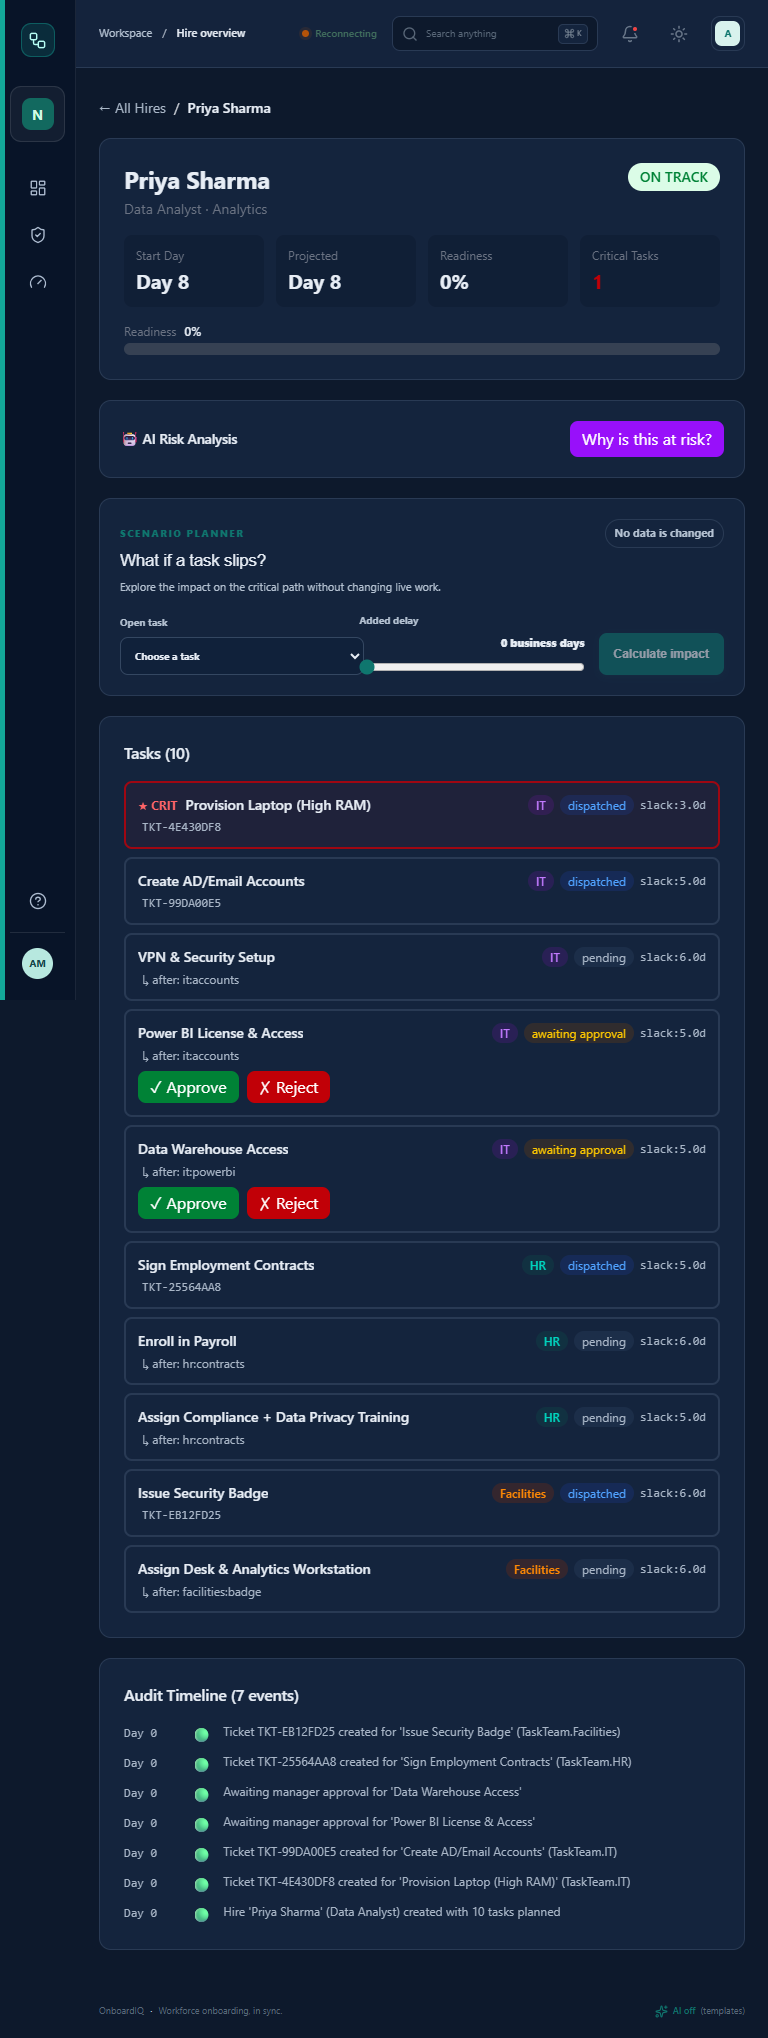 Workspace / Hire overview
Reconnecting
Search anything
⌘ K
A
N
← All Hires / Priya Sharma
Priya Sharma
ON TRACK
Data Analyst · Analytics
Start Day
Day 8
Projected
Day 8
Readiness
0%
Critical Tasks
1
Readiness 0%
AI Risk Analysis
Why is this at risk?
SCENARIO PLANNER
No data is changed
What if a task slips?
Explore the impact on the critical path without changing live work.
Open task
Added delay
Choose a task
0 business days
Calculate impact
Tasks (10)
★ CRIT Provision Laptop (High RAM) IT dispatched slack:3.0d
TKT-4E430DF8
Create AD/Email Accounts IT dispatched slack:5.0d
TKT-99DA00E5
VPN & Security Setup IT pending slack:6.0d
↳ after: it:accounts
Power BI License & Access IT awaiting approval slack:5.0d
↳ after: it:accounts
✓ Approve ✗ Reject
Data Warehouse Access IT awaiting approval slack:5.0d
↳ after: it:powerbi
✓ Approve ✗ Reject
Sign Employment Contracts HR dispatched slack:5.0d
TKT-25564AA8
Enroll in Payroll HR pending slack:6.0d
↳ after: hr:contracts
Assign Compliance + Data Privacy Training HR pending slack:5.0d
↳ after: hr:contracts
Issue Security Badge Facilities dispatched slack:6.0d
TKT-EB12FD25
Assign Desk & Analytics Workstation Facilities pending slack:6.0d
↳ after: facilities:badge
AM
Audit Timeline (7 events)
Day 0 Ticket TKT-EB12FD25 created for 'Issue Security Badge' (TaskTeam.Facilities)
Day 0 Ticket TKT-25564AA8 created for 'Sign Employment Contracts' (TaskTeam.HR)
Day 0 Awaiting manager approval for 'Data Warehouse Access'
Day 0 Awaiting manager approval for 'Power BI License & Access'
Day 0 Ticket TKT-99DA00E5 created for 'Create AD/Email Accounts' (TaskTeam.IT)
Day 0 Ticket TKT-4E430DF8 created for 'Provision Laptop (High RAM)' (TaskTeam.IT)
Day 0 Hire 'Priya Sharma' (Data Analyst) created with 10 tasks planned
OnboardIQ · Workforce onboarding, in sync.
AI off (templates)